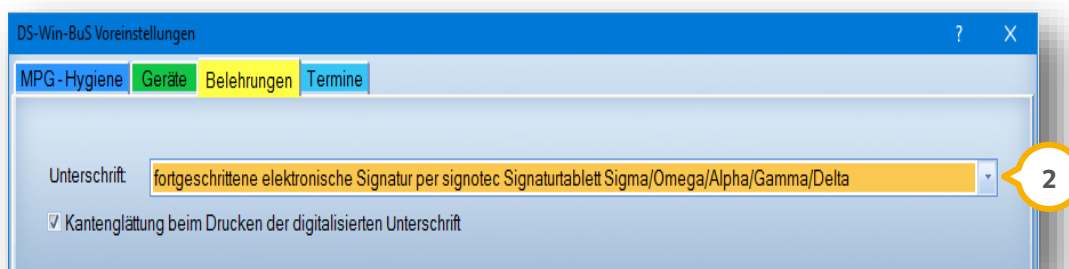 DS-Win-BuS Voreinstellungen ? X
MPG-Hygiene Geräte Belehrungen Termine
Unterschrift: fortgeschrittene elektronische Signatur per signotec Signaturtablett Sigma/Omega/Alpha/Gamma/Delta
2
Kantenglättung beim Drucken der digitalisierten Unterschrift